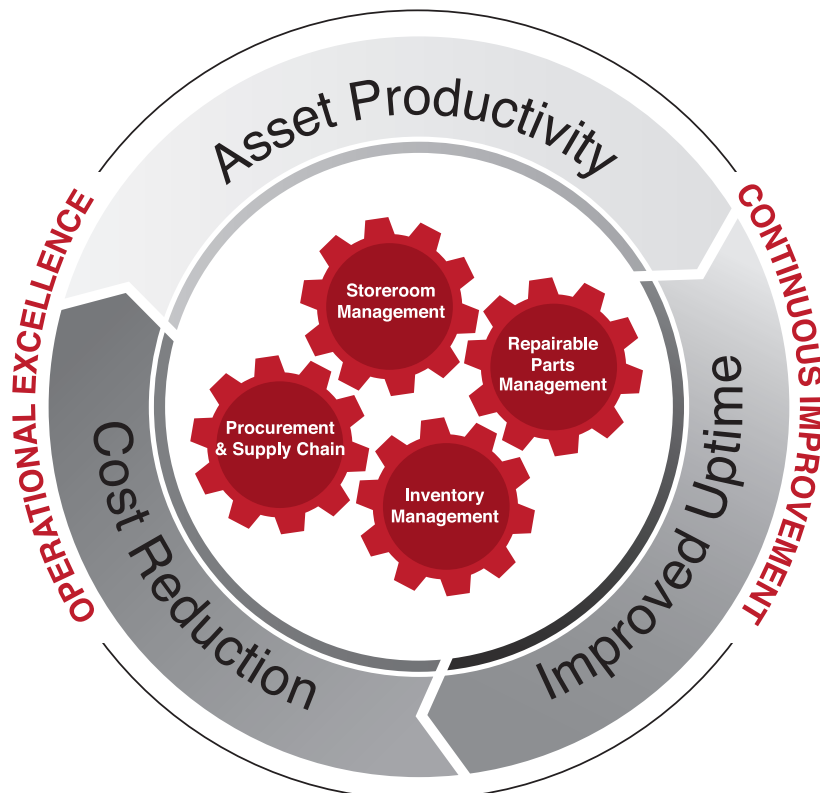 Asset Productivity
OPERATIONAL EXCELLENCE
CONTINUOUS IMPROVEMENT
Storeroom
Management
Repairable
Parts
Management
Procurement
& Supply Chain
Inventory
Management
Cost Reduction
Improved Uptime